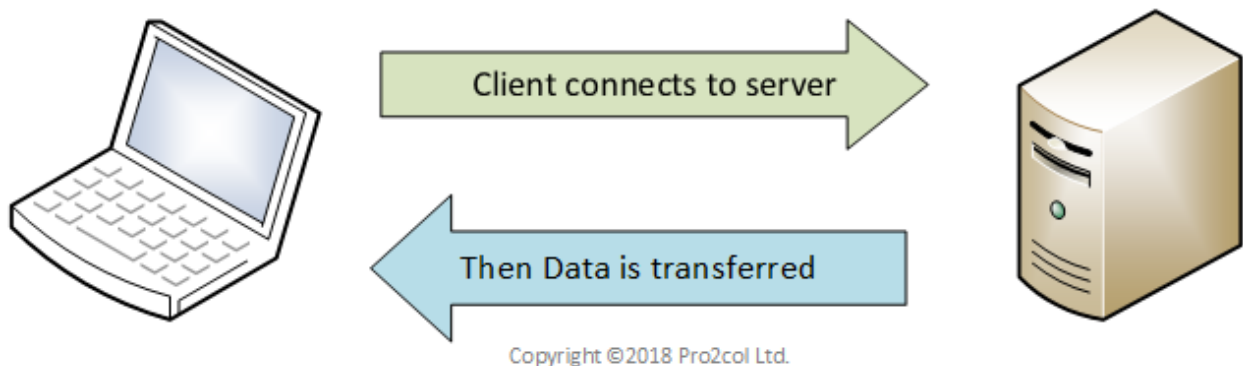 Client connects to server
Then Data is transferred
Copyright ©2018 Pro2col Ltd.